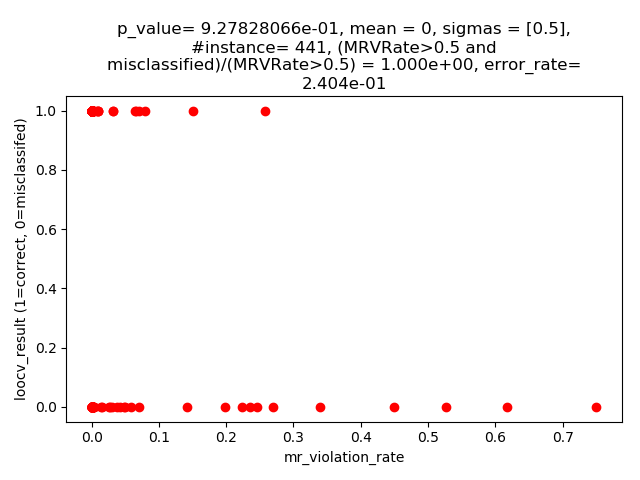 p_value= 9.27828066e-01, mean = 0, sigmas = [0.5],
#instance= 441, (MRVRate>0.5 and
misclassified)/(MRVRate>0.5) = 1.000e+00, error_rate=
2.404e-01
1.0
0.8
0.6
0.4
0.2
0.0
loocv_result (1=correct, 0=misclassifed)
0.0 0.1 0.2 0.3 0.4 0.5 0.6 0.7
mr_violation_rate